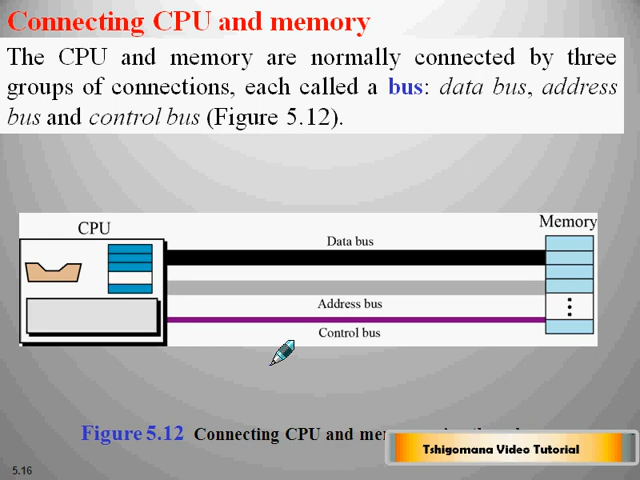 Connecting CPU and memory
The CPU and memory are normally connected by three
groups of connections, each called a bus: data bus, address
bus and control bus (Figure 5.12).
CPU
Memory
Data bus
Address bus
Control bus
Figure 5.12 Connecting CPU and
Tshigomana Video Tutorial
5.16